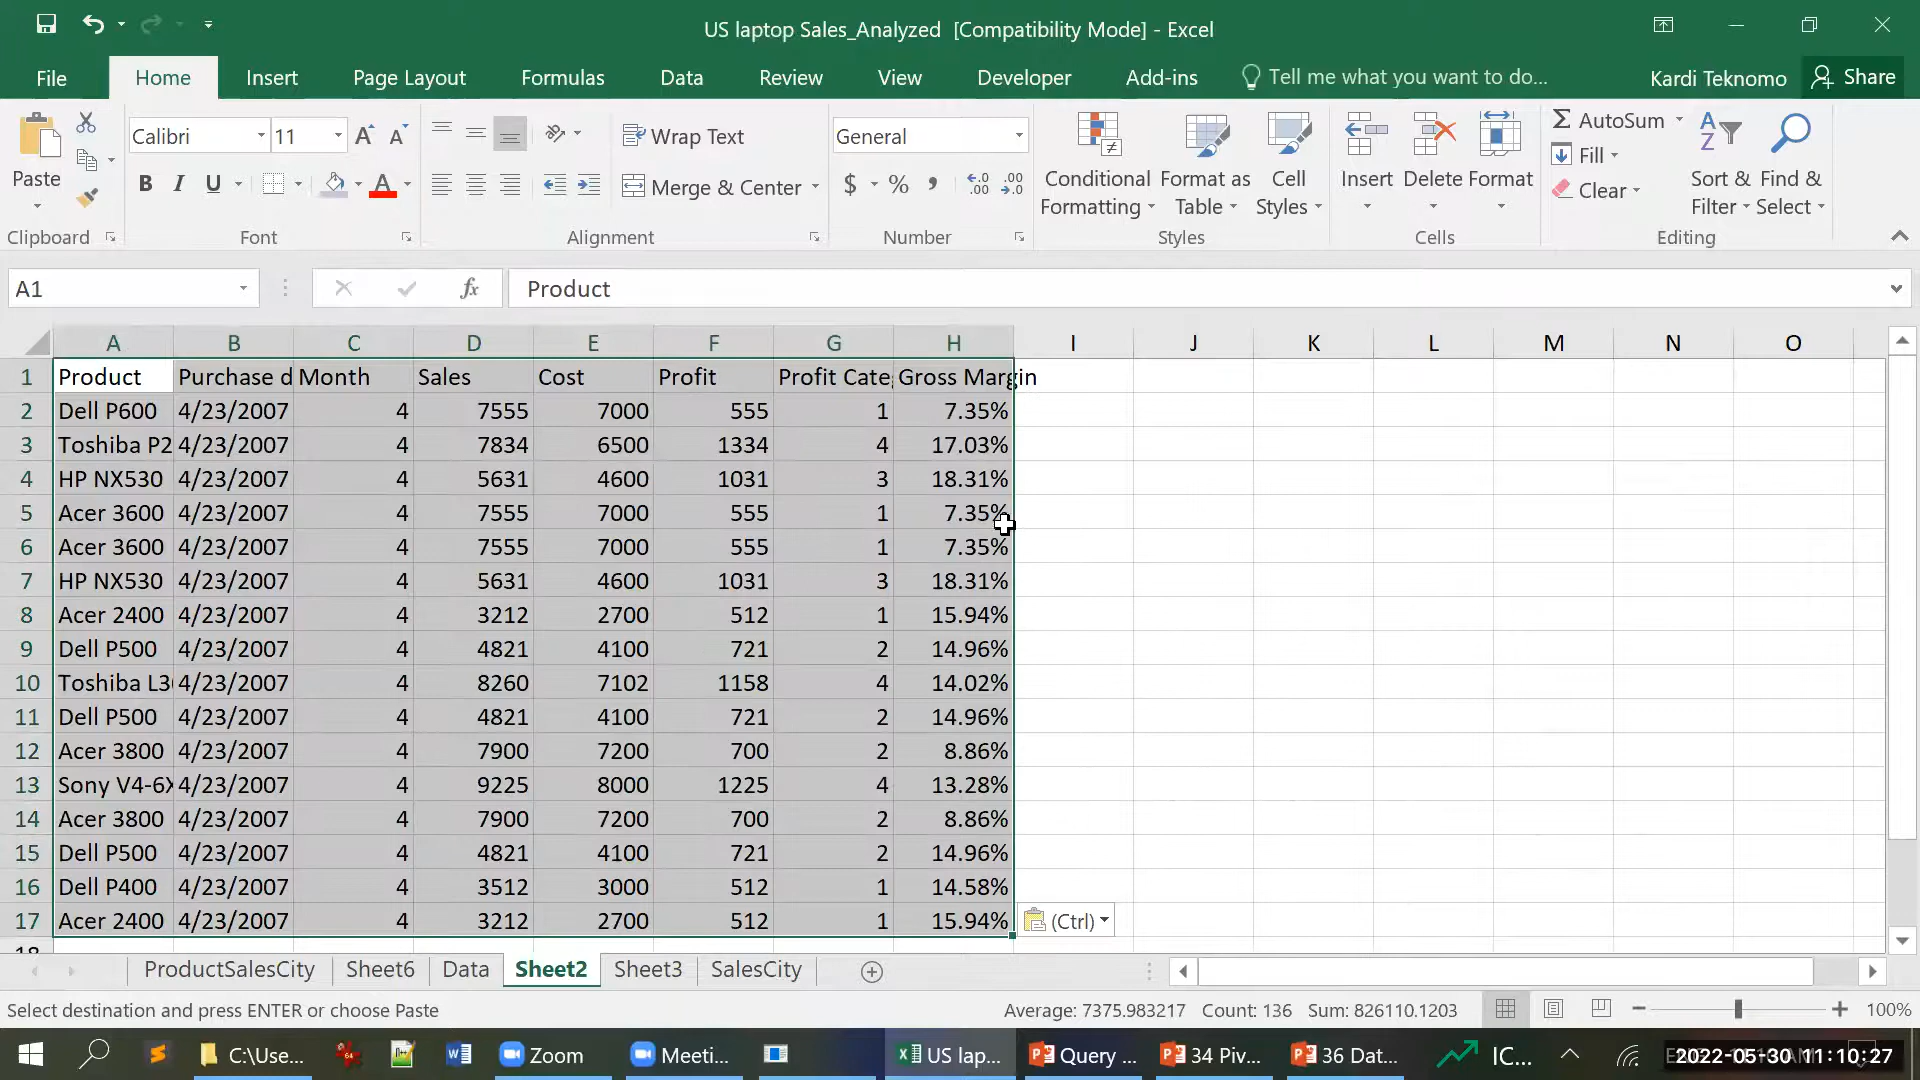 US laptop Sales_Analyzed [Compatibility Mode] - Excel
File Home Insert Page Layout Formulas Data Review View Developer Add-ins Tell me what you want to do... Kardi Teknomo Share
Paste
Calibri 11
B I U
Wrap Text
Merge & Center
General
$ % ,
Conditional Formatting
Format as Table
Cell Styles
Insert Delete Format
AutoSum
Fill
Clear
Sort & Filter
Find & Select
Clipboard Font Alignment Number Styles Cells Editing
A1 fx Product
A B C D E F G H I J K L M N O
1 Product Purchase d Month Sales Cost Profit Profit Cate Gross Margin
2 Dell P600 4/23/2007 4 7555 7000 555 1 7.35%
3 Toshiba P2 4/23/2007 4 7834 6500 1334 4 17.03%
4 HP NX530 4/23/2007 4 5631 4600 1031 3 18.31%
5 Acer 3600 4/23/2007 4 7555 7000 555 1 7.35%
6 Acer 3600 4/23/2007 4 7555 7000 555 1 7.35%
7 HP NX530 4/23/2007 4 5631 4600 1031 3 18.31%
8 Acer 2400 4/23/2007 4 3212 2700 512 1 15.94%
9 Dell P500 4/23/2007 4 4821 4100 721 2 14.96%
10 Toshiba L3 4/23/2007 4 8260 7102 1158 4 14.02%
11 Dell P500 4/23/2007 4 4821 4100 721 2 14.96%
12 Acer 3800 4/23/2007 4 7900 7200 700 2 8.86%
13 Sony V4-6X 4/23/2007 4 9225 8000 1225 4 13.28%
14 Acer 3800 4/23/2007 4 7900 7200 700 2 8.86%
15 Dell P500 4/23/2007 4 4821 4100 721 2 14.96%
16 Dell P400 4/23/2007 4 3512 3000 512 1 14.58%
17 Acer 2400 4/23/2007 4 3212 2700 512 1 15.94% (Ctrl)
ProductSalesCity Sheet6 Data Sheet2 Sheet3 SalesCity
Select destination and press ENTER or choose Paste Average: 7375.983217 Count: 136 Sum: 826110.1203 100%
C:\Use... Zoom Meeti... US lap... Query ... 34 Piv... 36 Dat... IC... 2022-05-30 11:10:27